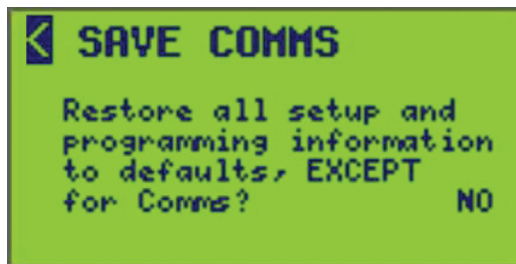 < SAVE COMMS
Restore all setup and
programming information
to defaults, EXCEPT
for Comms? NO